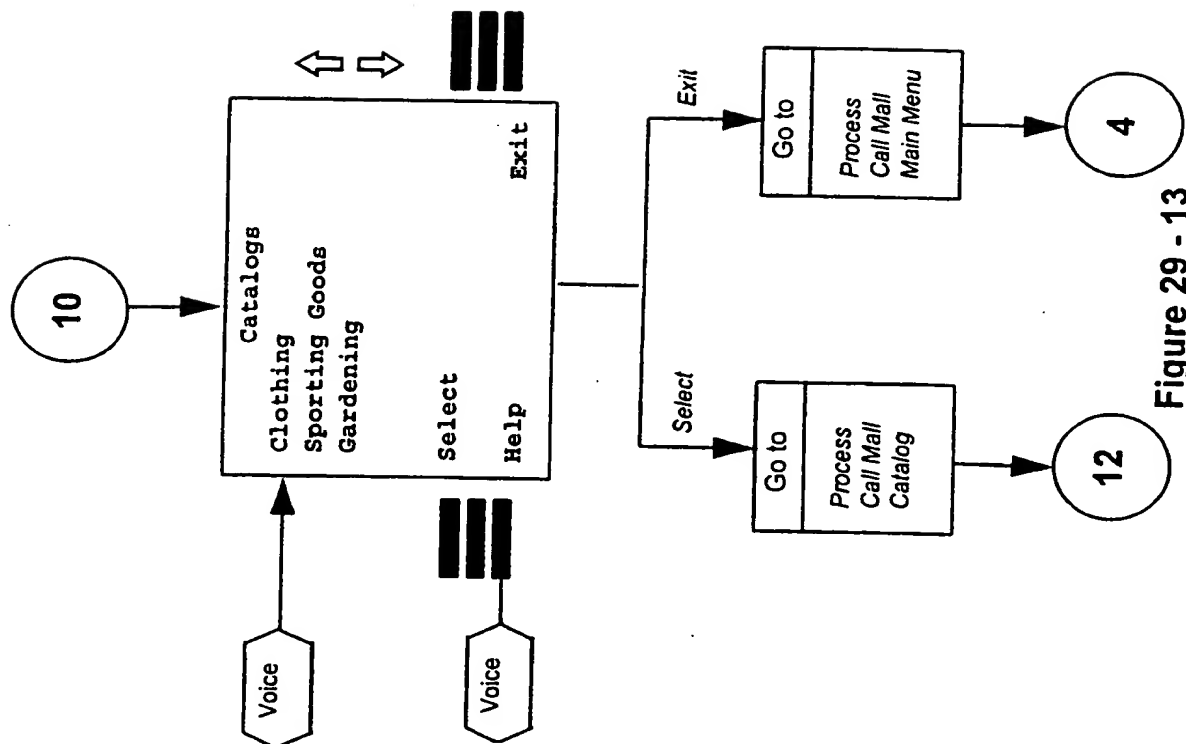 10
Catalogs
Clothing
Sporting Goods
Gardening
Select
Help
Exit
Voice
Voice
Select
Exit
Go to
Process
Call Mall
Catalog
Go to
Process
Call Mall
Main Menu
12
4
Figure 29 - 13